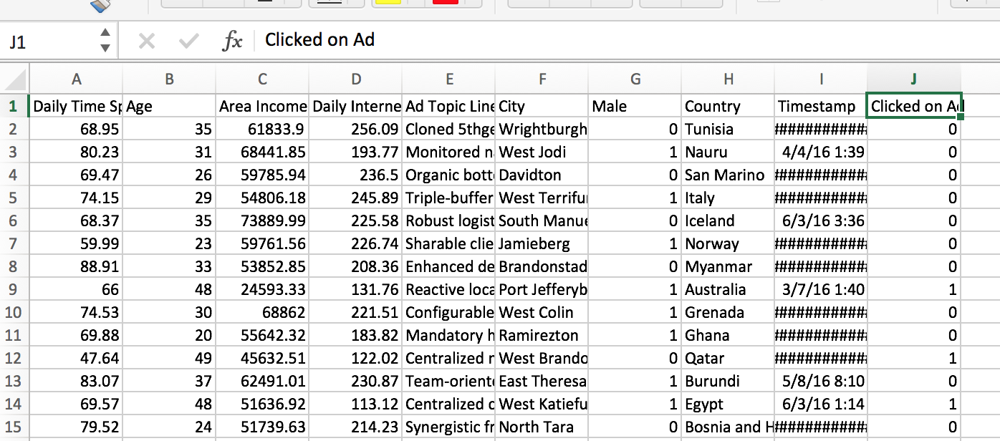 J1 fx Clicked on Ad
A B C D E F G H I J
1 Daily Time Sp Age Area Income Daily Interne Ad Topic Line City Male Country Timestamp Clicked on Ad
2 68.95 35 61833.9 256.09 Cloned 5thge Wrightburgh 0 Tunisia ########### 0
3 80.23 31 68441.85 193.77 Monitored n West Jodi 1 Nauru 4/4/16 1:39 0
4 69.47 26 59785.94 236.5 Organic bott Davidton 0 San Marino ########### 0
5 74.15 29 54806.18 245.89 Triple-buffer West Terrifu 1 Italy ########### 0
6 68.37 35 73889.99 225.58 Robust logist South Manue 0 Iceland 6/3/16 3:36 0
7 59.99 23 59761.56 226.74 Sharable clie Jamieberg 1 Norway ########### 0
8 88.91 33 53852.85 208.36 Enhanced de Brandonstad 0 Myanmar ########### 0
9 66 48 24593.33 131.76 Reactive loca Port Jefferyb 1 Australia 3/7/16 1:40 1
10 74.53 30 68862 221.51 Configurable West Colin 1 Grenada ########### 0
11 69.88 20 55642.32 183.82 Mandatory h Ramirezton 1 Ghana ########### 0
12 47.64 49 45632.51 122.02 Centralized n West Brando 0 Qatar ########### 1
13 83.07 37 62491.01 230.87 Team-oriente East Theresa 1 Burundi 5/8/16 8:10 0
14 69.57 48 51636.92 113.12 Centralized c West Katiefu 1 Egypt 6/3/16 1:14 1
15 79.52 24 51739.63 214.23 Synergistic fr North Tara 0 Bosnia and H ########### 0